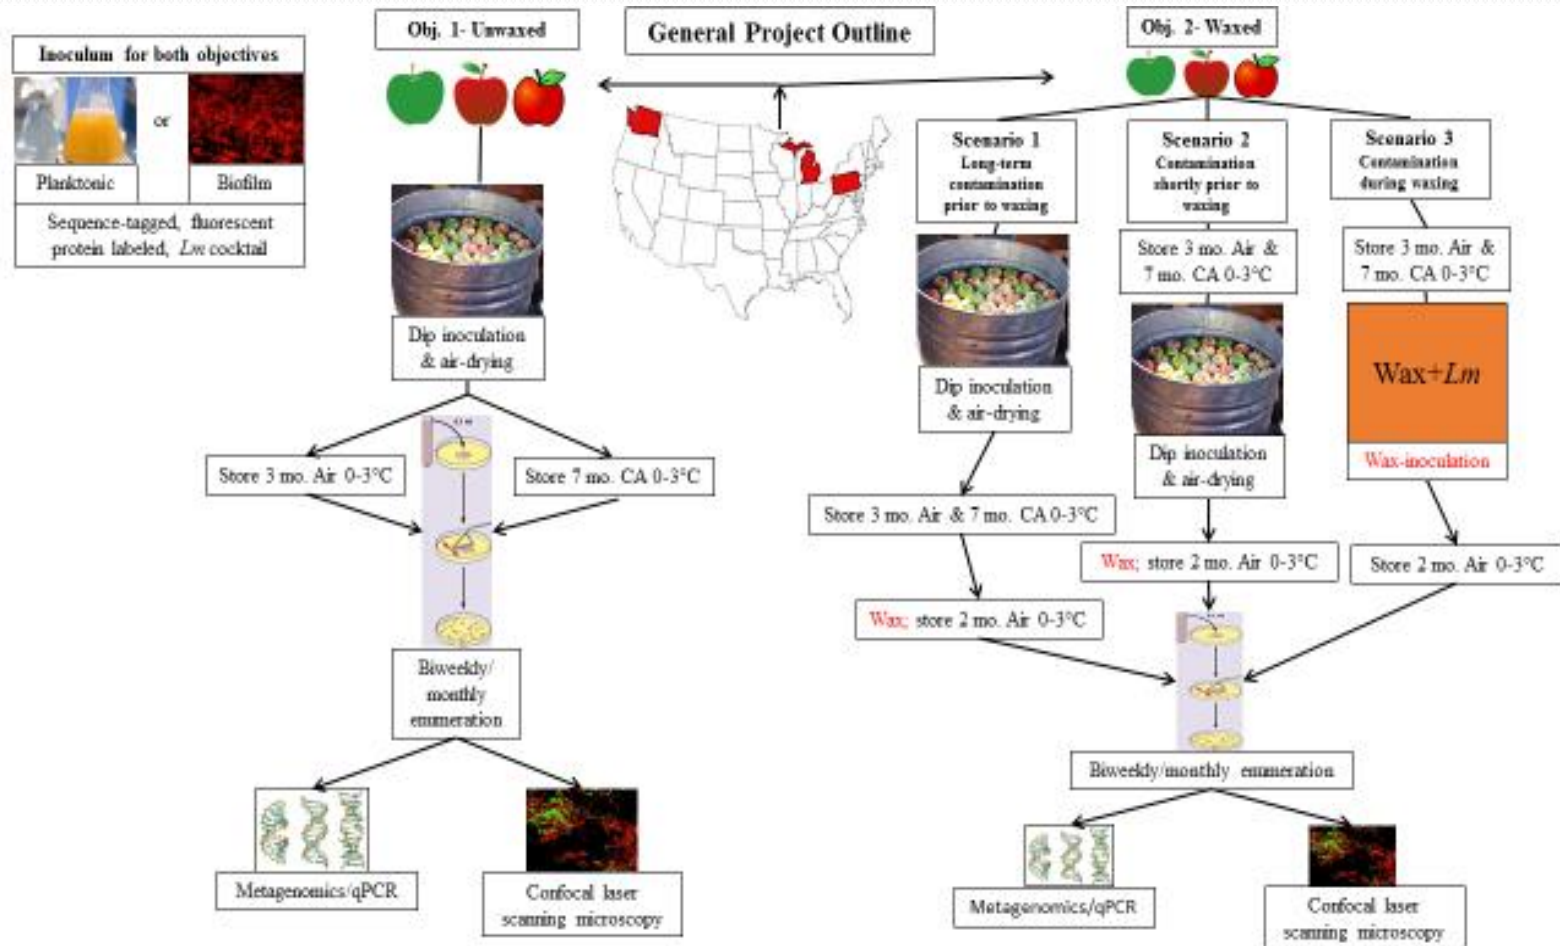 General Project Outline
Inoculum for both objectives
or
Planktonic
Biofilm
Sequence-tagged, fluorescent
protein labeled, Lm cocktail
Obj. 1- Unwaxed
Dip inoculation
& air-drying
Store 3 mo. Air 0-3°C
Store 7 mo. CA 0-3°C
Biweekly/
monthly
enumeration
Metagenomics/qPCR
Confocal laser
scanning microscopy
Obj. 2- Waxed
Scenario 1
Long-term
contamination
prior to waxing
Dip inoculation
& air-drying
Store 3 mo. Air & 7 mo. CA 0-3°C
Wax; store 2 mo. Air 0-3°C
Scenario 2
Contamination
shortly prior to
waxing
Store 3 mo. Air &
7 mo. CA 0-3°C
Dip inoculation
& air-drying
Wax; store 2 mo. Air 0-3°C
Scenario 3
Contamination
during waxing
Store 3 mo. Air &
7 mo. CA 0-3°C
Wax+Lm
Wax-inoculation
Store 2 mo. Air 0-3°C
Biweekly/monthly enumeration
Metagenomics/qPCR
Confocal laser
scanning microscopy